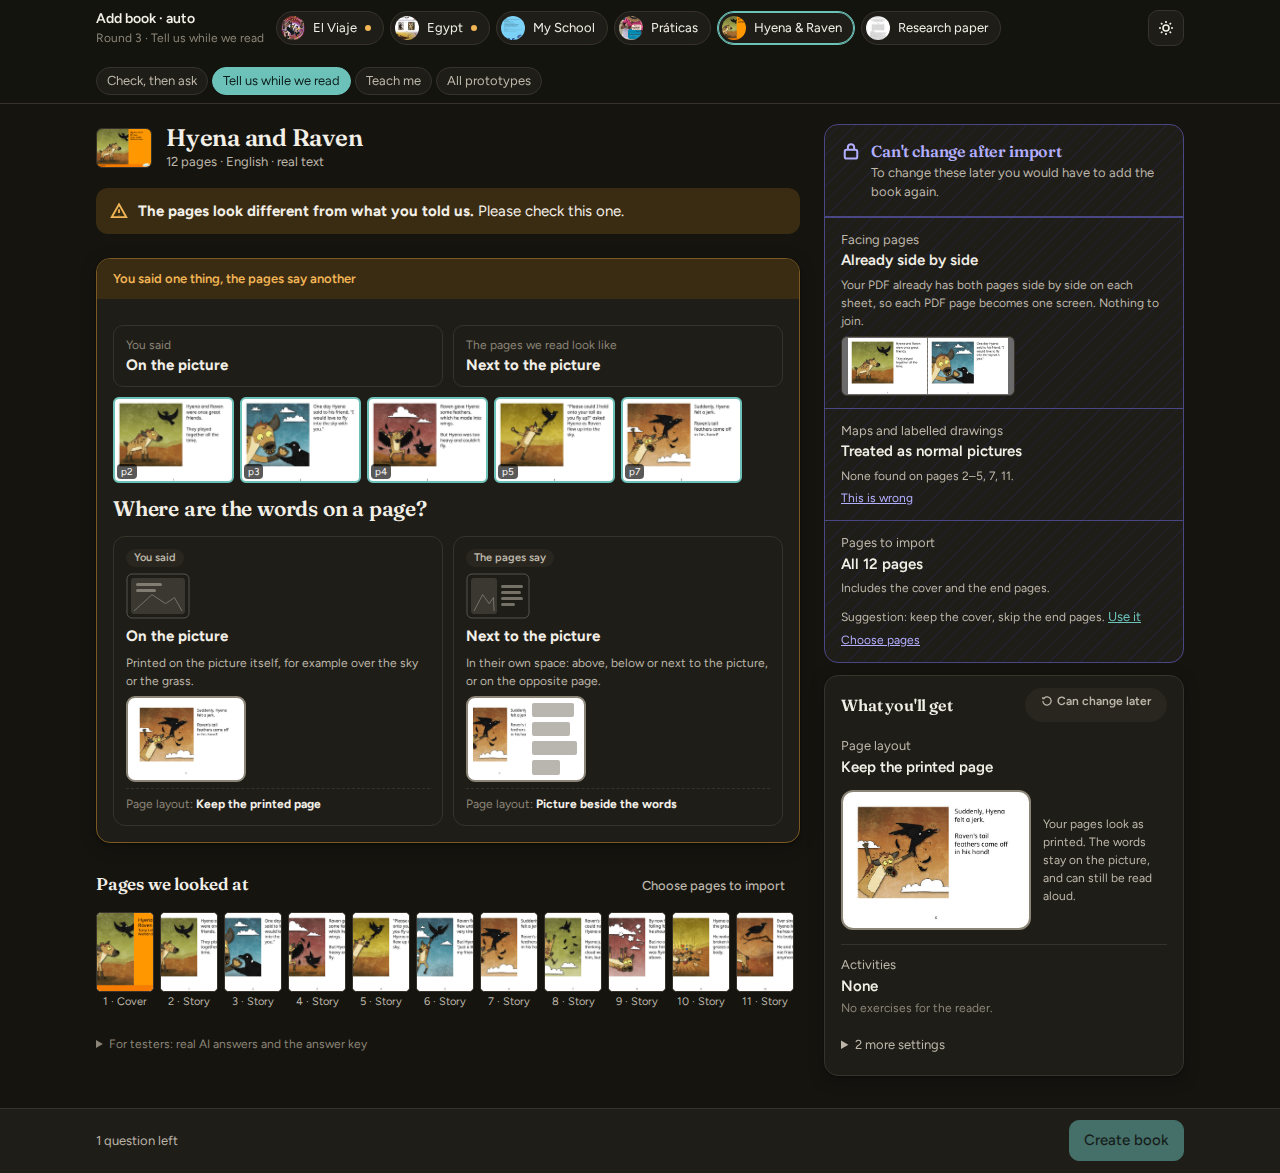 Add book · auto
Round 3 · Tell us while we read
El Viaje
Egypt
My School
Práticas
Hyena & Raven
Research paper
Check, then ask
Tell us while we read
Teach me
All prototypes
Hyena and Raven
12 pages · English · real text
The pages look different from what you told us. Please check this one.
You said one thing, the pages say another
You said
On the picture
The pages we read look like
Next to the picture
p2
p3
p4
p5
p7
Where are the words on a page?
You said
On the picture
Printed on the picture itself, for example over the sky
or the grass.
Page layout: Keep the printed page
The pages say
Next to the picture
In their own space: above, below or next to the picture,
or on the opposite page.
Page layout: Picture beside the words
Pages we looked at
Choose pages to import
1 · Cover
2 · Story
3 · Story
4 · Story
5 · Story
6 · Story
7 · Story
8 · Story
9 · Story
10 · Story
11 · Story
For testers: real AI answers and the answer key
Can't change after import
To change these later you would have to add the
book again.
Facing pages
Already side by side
Your PDF already has both pages side by side on each
sheet, so each PDF page becomes one screen. Nothing to
join.
Maps and labelled drawings
Treated as normal pictures
None found on pages 2–5, 7, 11.
This is wrong
Pages to import
All 12 pages
Includes the cover and the end pages.
Suggestion: keep the cover, skip the end pages. Use it
Choose pages
What you'll get
Can change later
Page layout
Keep the printed page
Suddenly, Hyena
felt a jerk.
Raven's tail
feathers came off
in his hand!
Your pages look as
printed. The words
stay on the picture,
and can still be read
aloud.
Activities
None
No exercises for the reader.
2 more settings
1 question left
Create book